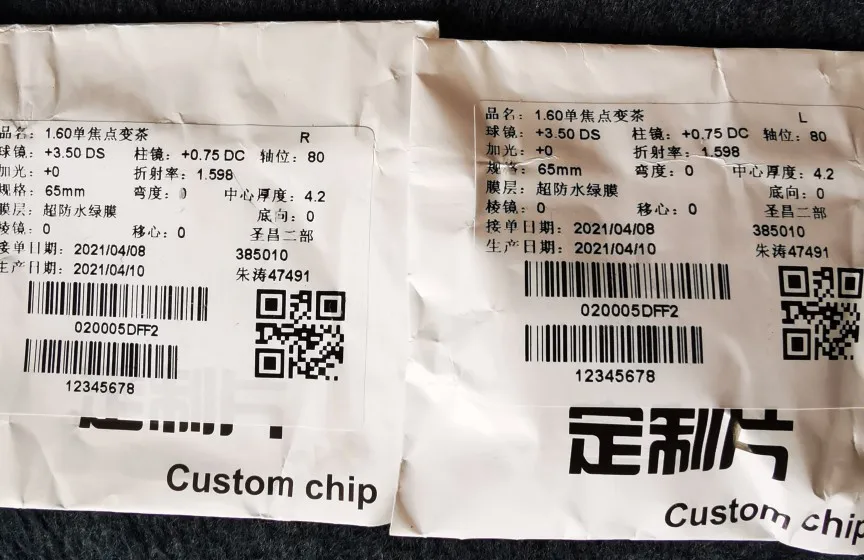 品名: 1.60单焦点变茶 R
球镜: +3.50 DS 柱镜: +0.75 DC 轴位: 80
加光: +0 折射率: 1.598
规格: 65mm 弯度: 0 中心厚度: 4.2
膜层: 超防水绿膜 底向: 0
棱镜: 0 移心: 0 圣昌二部
接单日期: 2021/04/08 385010
生产日期: 2021/04/10 朱涛47491
020005DFF2
12345678
Custom chip
品名: 1.60单焦点变茶 L
球镜: +3.50 DS 柱镜: +0.75 DC 轴位: 80
加光: +0 折射率: 1.598
规格: 65mm 弯度: 0 中心厚度: 4.2
膜层: 超防水绿膜 底向: 0
棱镜: 0 移心: 0 圣昌二部
接单日期: 2021/04/08 385010
生产日期: 2021/04/10 朱涛47491
020005DFF2
12345678
定制片
Custom chip